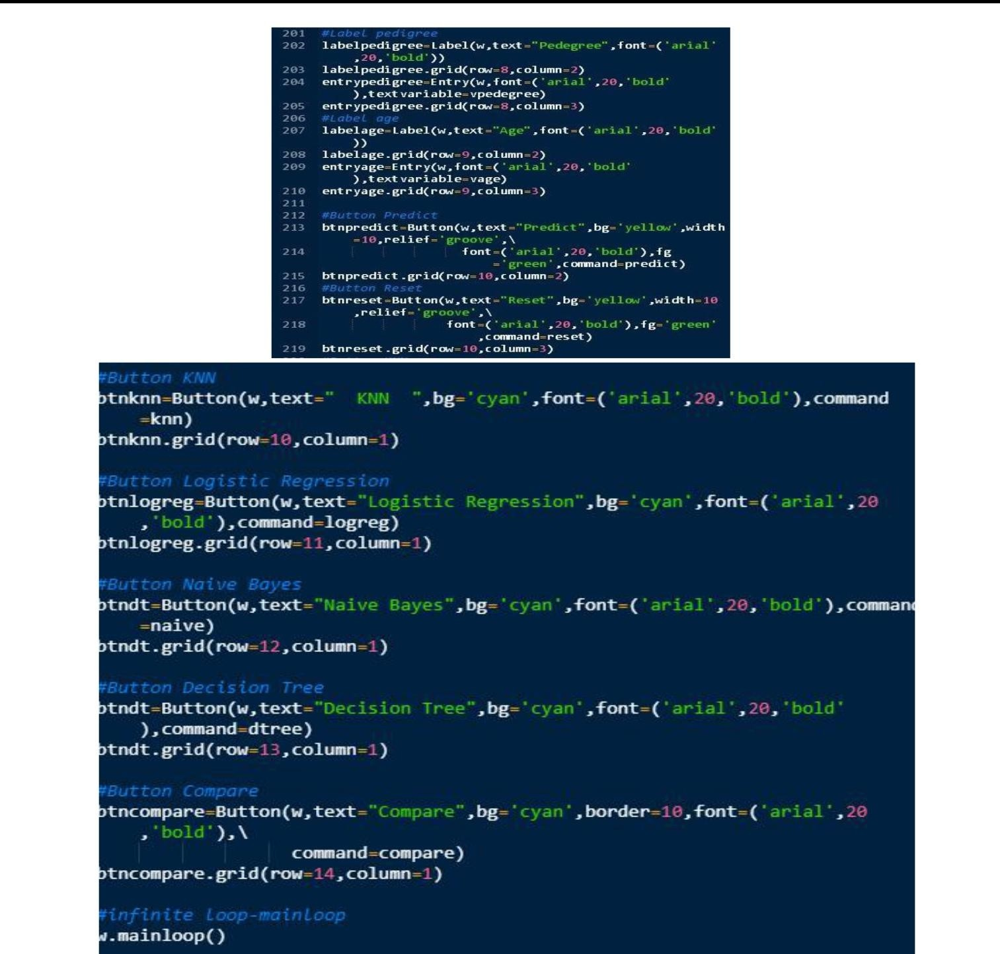 201 #Label pedigree
202 labelpedigree=Label(w,text="Pedegree",font=('arial'
,20,'bold'))
203 labelpedigree.grid(row=8,column=2)
204 entrypedigree=Entry(w,font=('arial',20,'bold'
),textvariable=vpedegree)
205 entrypedigree.grid(row=8,column=3)
206 #Label age
207 labelage=Label(w,text="Age",font=('arial',20,'bold'
))
208 labelage.grid(row=9,column=2)
209 entryage=Entry(w,font=('arial',20,'bold'
),textvariable=vage)
210 entryage.grid(row=9,column=3)
211
212 #Button Predict
213 btnpredict=Button(w,text="Predict",bg='yellow',width
=10,relief='groove',\
214 font=('arial',20,'bold'),fg
='green',command=predict)
215 btnpredict.grid(row=10,column=2)
216 #Button Reset
217 btnreset=Button(w,text="Reset",bg='yellow',width=10
,relief='groove',\
218 font=('arial',20,'bold'),fg='green'
,command=reset)
219 btnreset.grid(row=10,column=3)
#Button KNN
btnknn=Button(w,text="  KNN  ",bg='cyan',font=('arial',20,'bold'),command
=knn)
btnknn.grid(row=10,column=1)
#Button Logistic Regression
btnlogreg=Button(w,text="Logistic Regression",bg='cyan',font=('arial',20
,'bold'),command=logreg)
btnlogreg.grid(row=11,column=1)
#Button Naive Bayes
btndt=Button(w,text="Naive Bayes",bg='cyan',font=('arial',20,'bold'),command
=naive)
btndt.grid(row=12,column=1)
#Button Decision Tree
btndt=Button(w,text="Decision Tree",bg='cyan',font=('arial',20,'bold'
),command=dtree)
btndt.grid(row=13,column=1)
#Button Compare
btncompare=Button(w,text="Compare",bg='cyan',border=10,font=('arial',20
,'bold'),\
command=compare)
btncompare.grid(row=14,column=1)
#infinite loop-mainloop
w.mainloop()